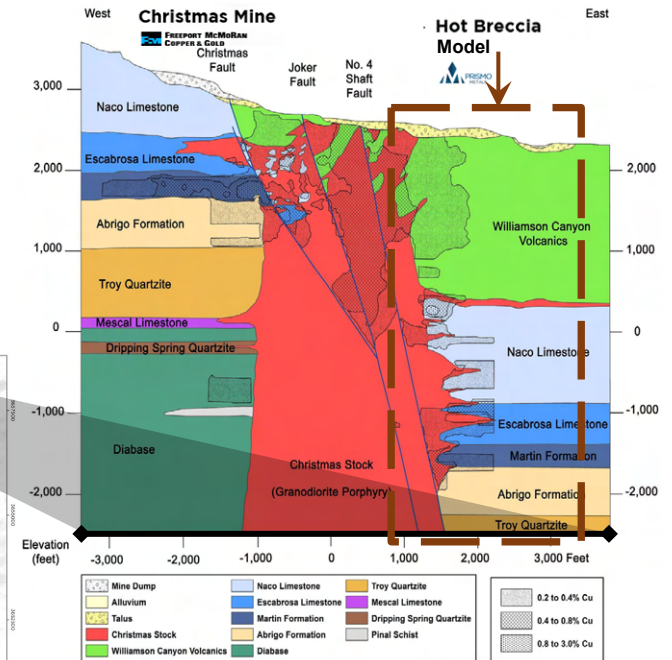 West
Christmas Mine
FREEPORT McMoRAN
COPPER & GOLD
Hot Breccia
Model
East
PRISMO
METALS
Christmas
Fault
Joker
Fault
No. 4
Shaft
Fault
3,000
2,000
1,000
0
-1,000
-2,000
2,000
1,000
0
-1,000
-2,000
Naco Limestone
Escabrosa Limestone
Abrigo Formation
Troy Quartzite
Mescal Limestone
Dripping Spring Quartzite
Diabase
Christmas Stock
(Granodiorite Porphyry)
Williamson Canyon
Volcanics
Naco Limestone
Escabrosa Limestone
Martin Formation
Abrigo Formation
Troy Quartzite
Elevation
(feet)
-3,000 -2,000 -1,000 0 1,000 2,000 3,000 Feet
Mine Dump
Alluvium
Talus
Christmas Stock
Williamson Canyon Volcanics
Naco Limestone
Escabrosa Limestone
Martin Formation
Abrigo Formation
Diabase
Troy Quartzite
Mescal Limestone
Dripping Spring Quartzite
Pinal Schist
0.2 to 0.4% Cu
0.4 to 0.8% Cu
0.8 to 3.0% Cu